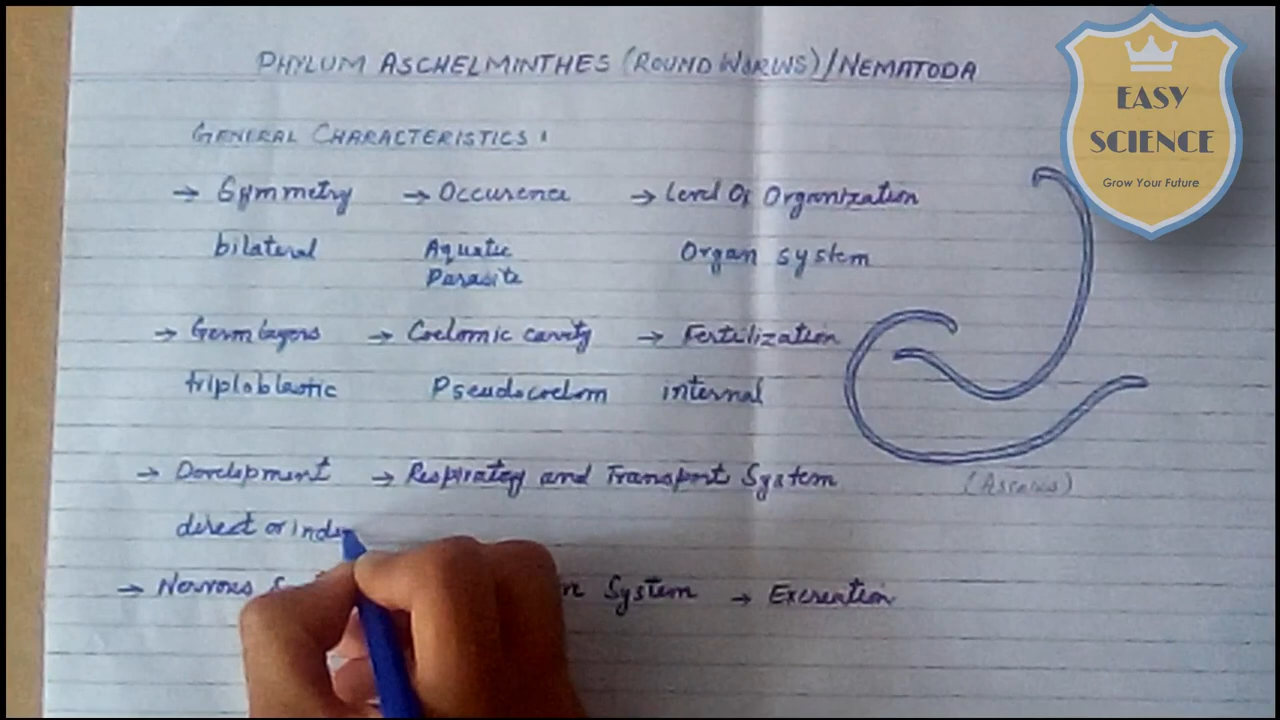 PHYLUM ASCHELMINTHES (ROUND WORMS)/NEMATODA
EASY SCIENCE
Grow Your Future
GENERAL CHARACTERISTICS:
→ Symmetry → Occurence → Level Of Organization
bilateral Aquatic Organ system
Parasite
→ Germ layers → Coelomic cavity → Fertilization
triploblastic Pseudocoelom internal
→ Development → Respiratory and Transport System
(Ascaris)
direct or inde
→ Nervous System → Excreation